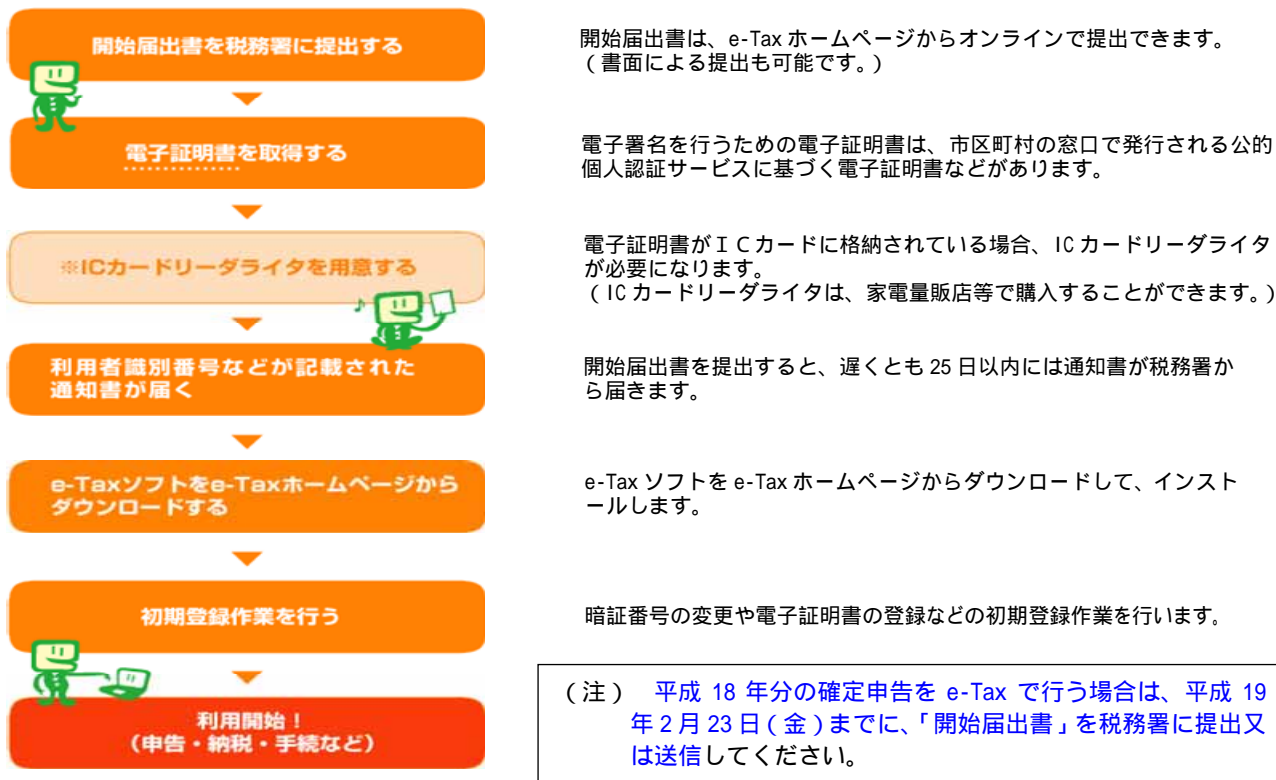 開始届出書を税務署に提出する
開始届出書は、e-Tax ホームページからオンラインで提出できます。
（書面による提出も可能です。）
電子証明書を取得する
電子署名を行うための電子証明書は、市区町村の窓口で発行される公的
個人認証サービスに基づく電子証明書などがあります。
※ICカードリーダライタを用意する
電子証明書がＩＣカードに格納されている場合、IC カードリーダライタ
が必要になります。
（IC カードリーダライタは、家電量販店等で購入することができます。）
利用者識別番号などが記載された
通知書が届く
開始届出書を提出すると、遅くとも 25 日以内には通知書が税務署か
ら届きます。
e-Taxソフトをe-Taxホームページから
ダウンロードする
e-Tax ソフトを e-Tax ホームページからダウンロードして、インスト
ールします。
初期登録作業を行う
暗証番号の変更や電子証明書の登録などの初期登録作業を行います。
利用開始！
（申告・納税・手続など）
（注）　平成 18 年分の確定申告を e-Tax で行う場合は、平成 19
年２月 23 日（金）までに、「開始届出書」を税務署に提出又
は送信してください。